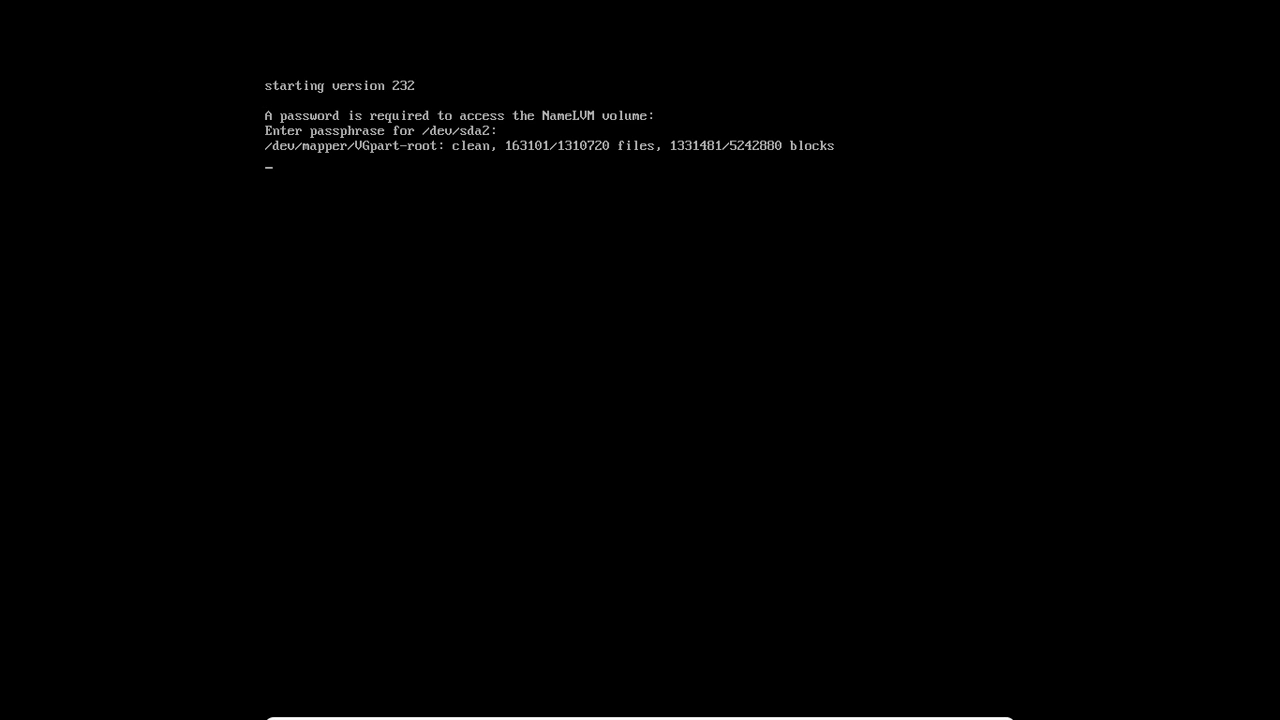 starting version 232
A password is required to access the NameLVM volume:
Enter passphrase for /dev/sda2:
/dev/mapper/VGpart-root: clean, 163101/1310720 files, 1331481/5242880 blocks
_